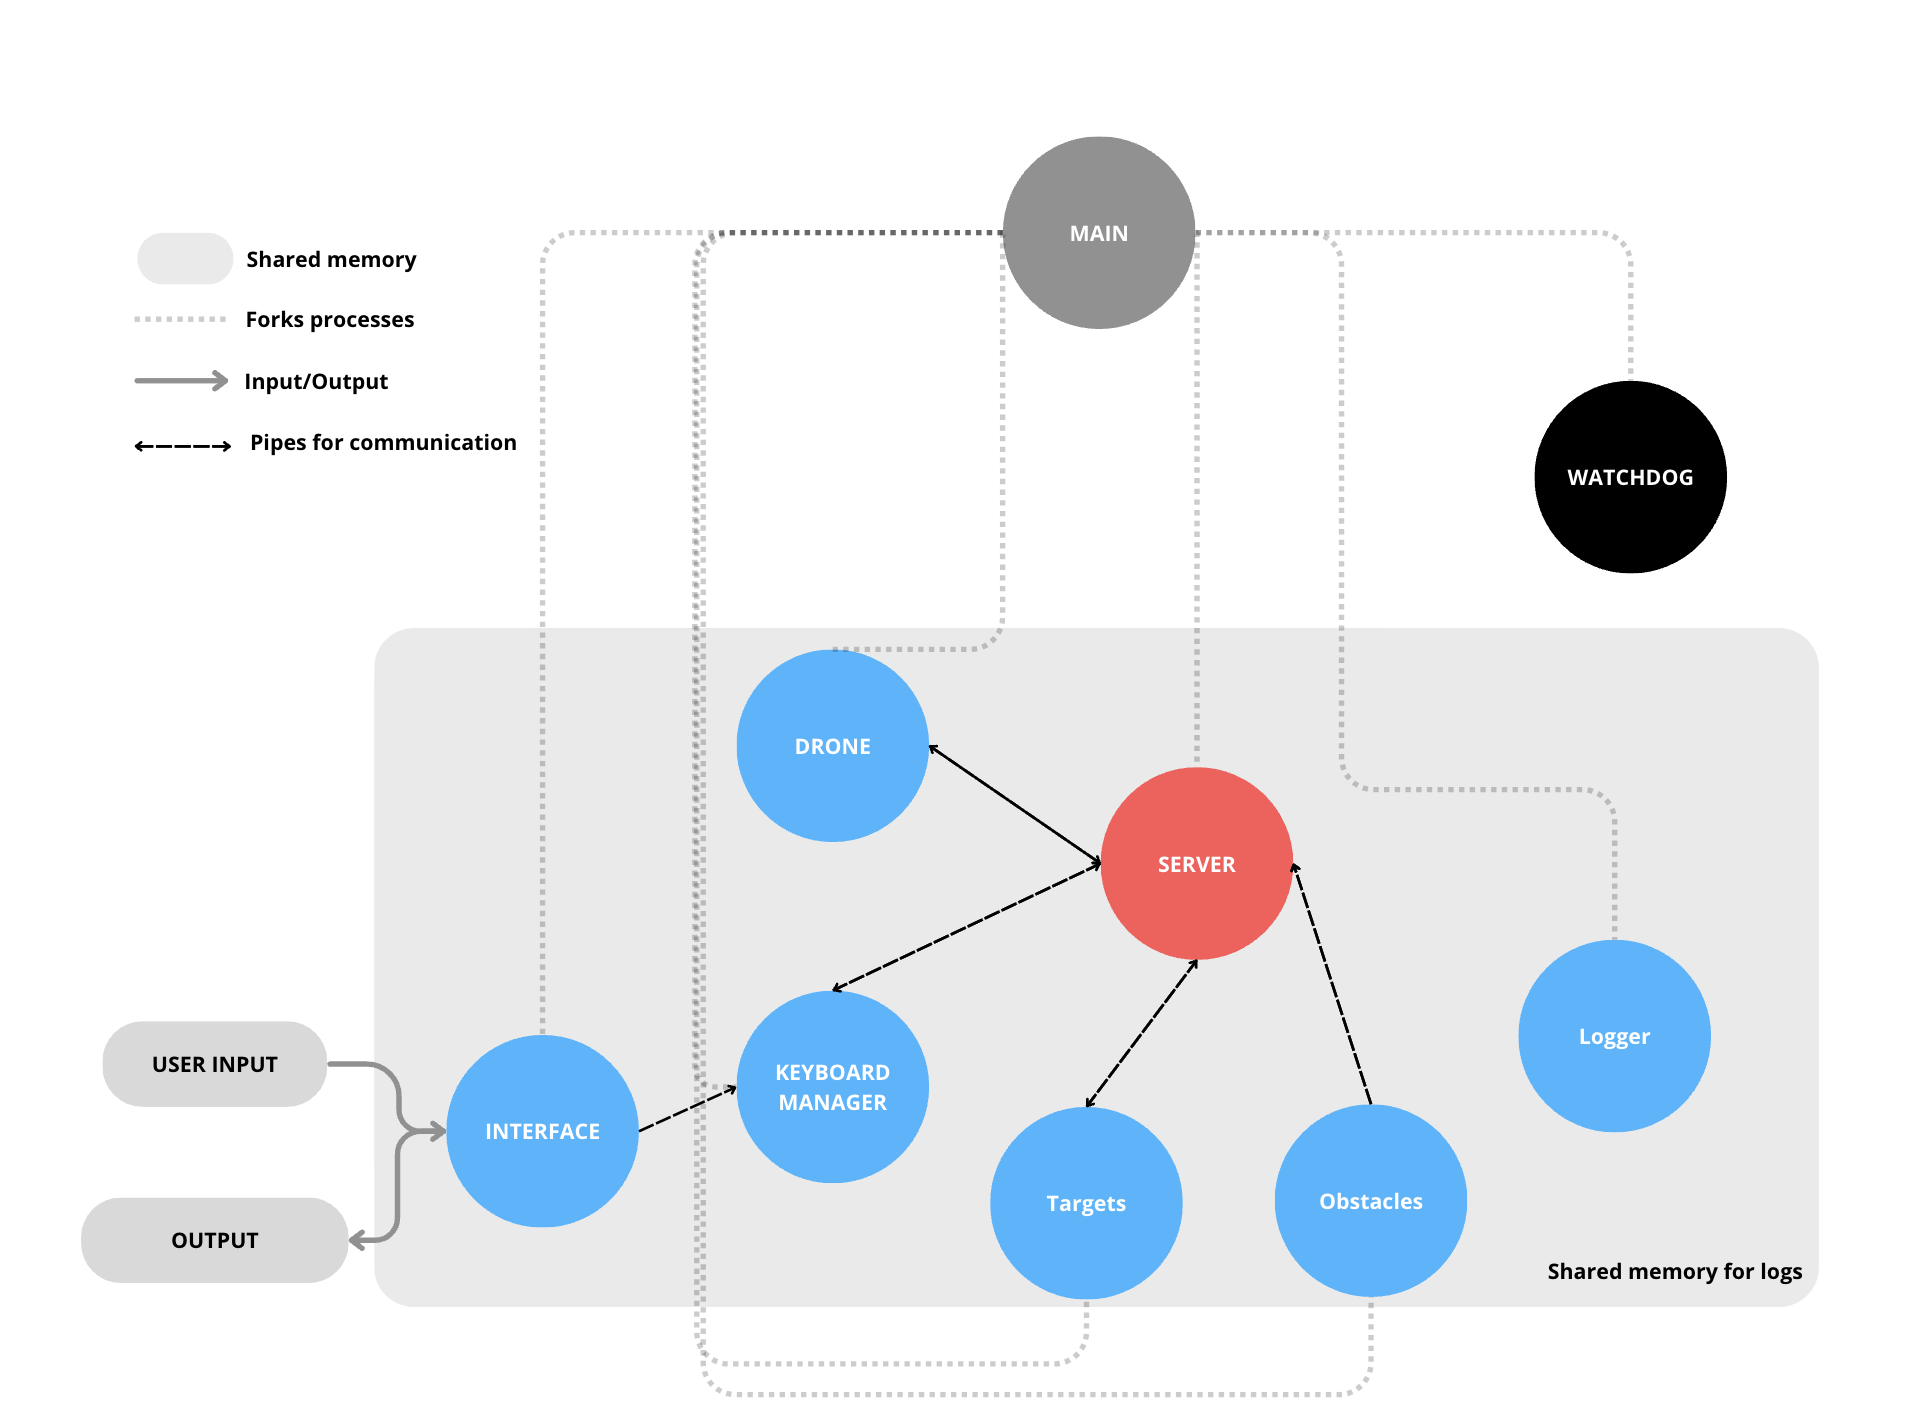 MAIN
Shared memory
Forks processes
Input/Output
Pipes for communication
WATCHDOG
DRONE
SERVER
Logger
USER INPUT
KEYBOARD
MANAGER
INTERFACE
Targets
Obstacles
OUTPUT
Shared memory for logs